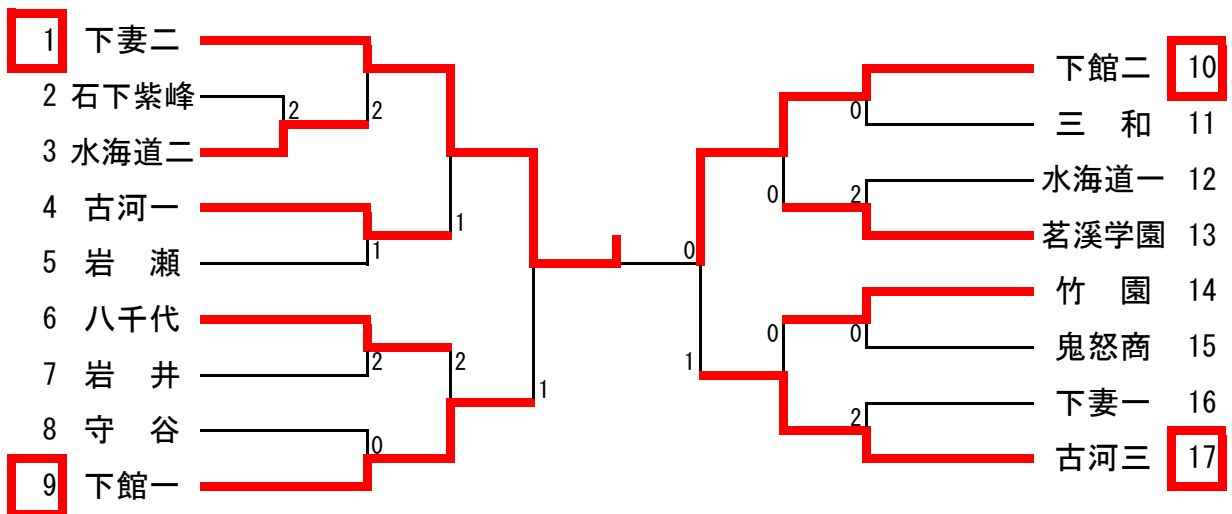 1 下妻二
2 石下紫峰
2
2
3 水海道二
4 古河一
1
1
5 岩　瀬
6 八千代
2
2
7 岩　井
1
8 守　谷
0
9 下館一
0
下館二 10
0
三　和 11
水海道一 12
0
2
茗溪学園 13
竹　園 14
0
0
鬼怒商 15
1
下妻一 16
2
古河三 17